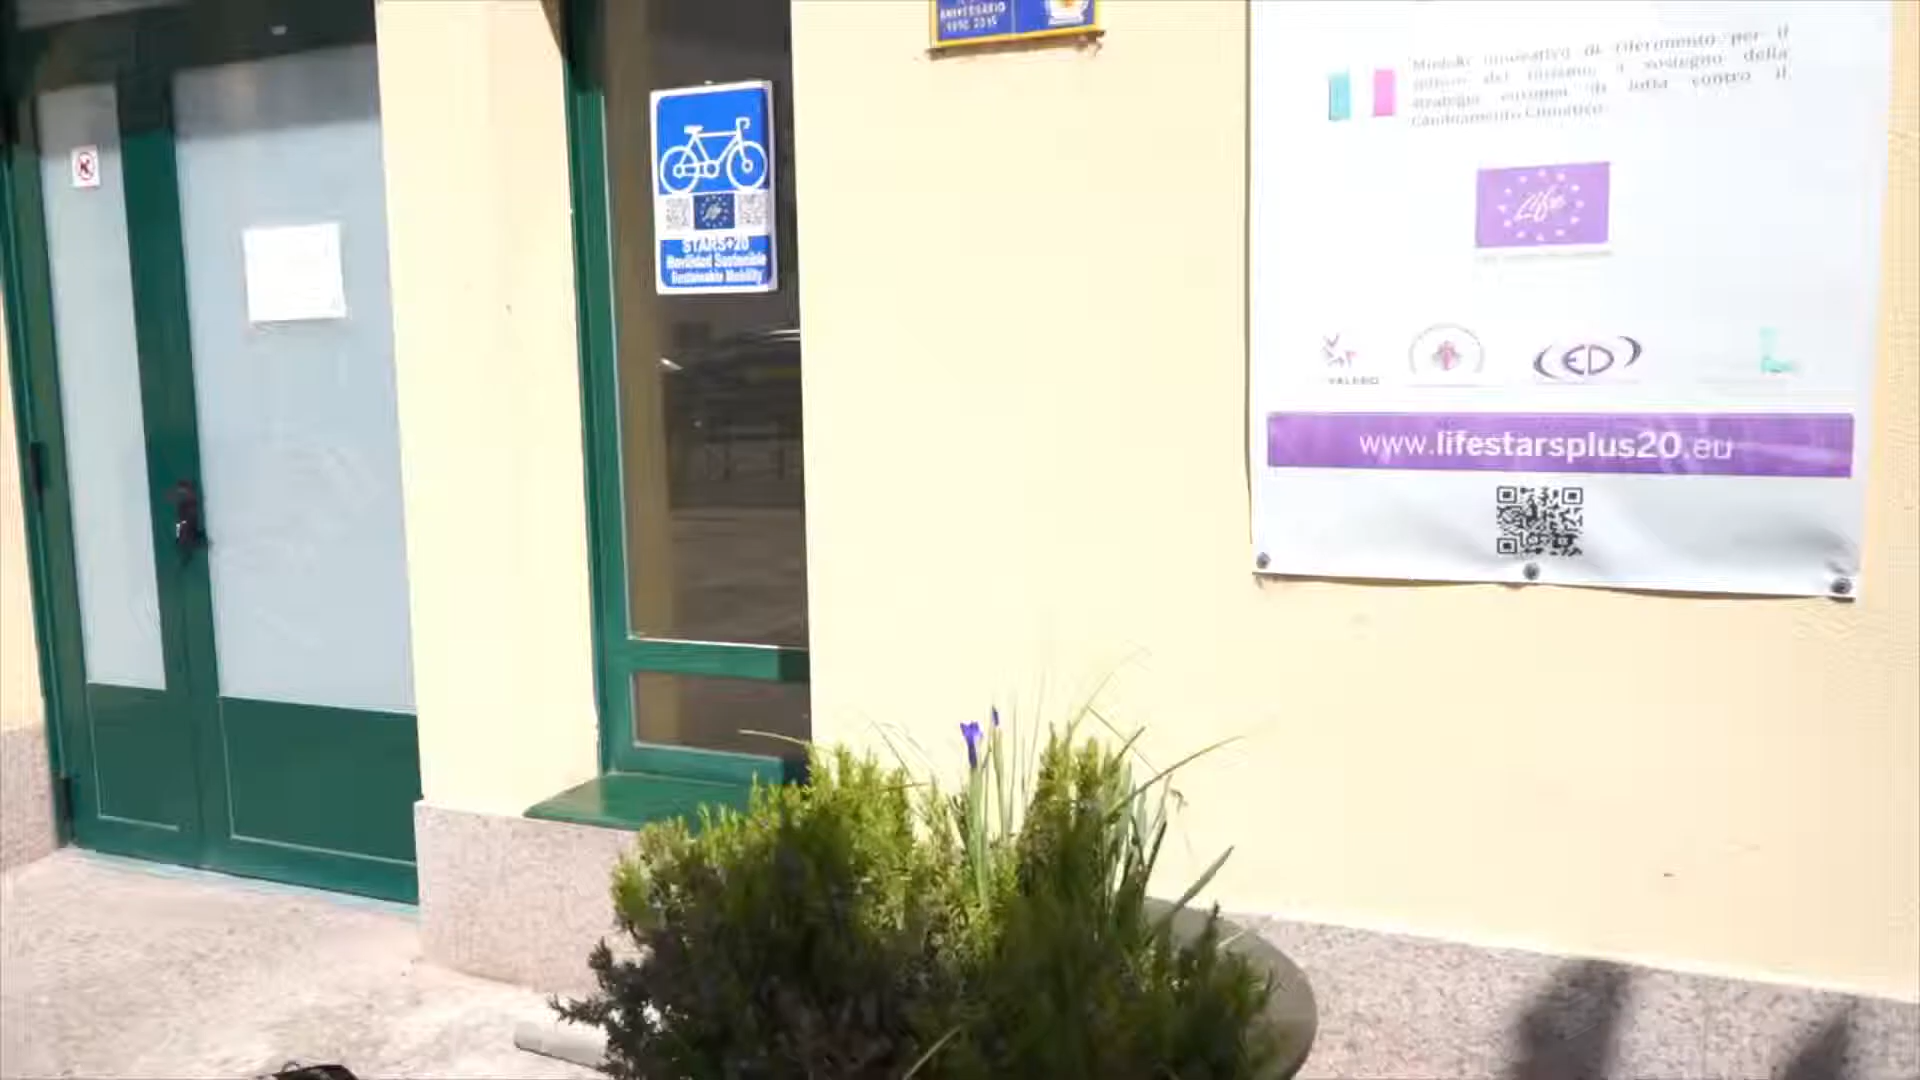 ANIVERSARIO
STARS+20
Movilidad Sostenible
Sustainable Mobility
Modello innovativo di riferimento per il
settore del turismo a sostegno della
strategia europea di lotta contro il
Cambiamento Climatico
Life
CED
www.lifestarsplus20.eu